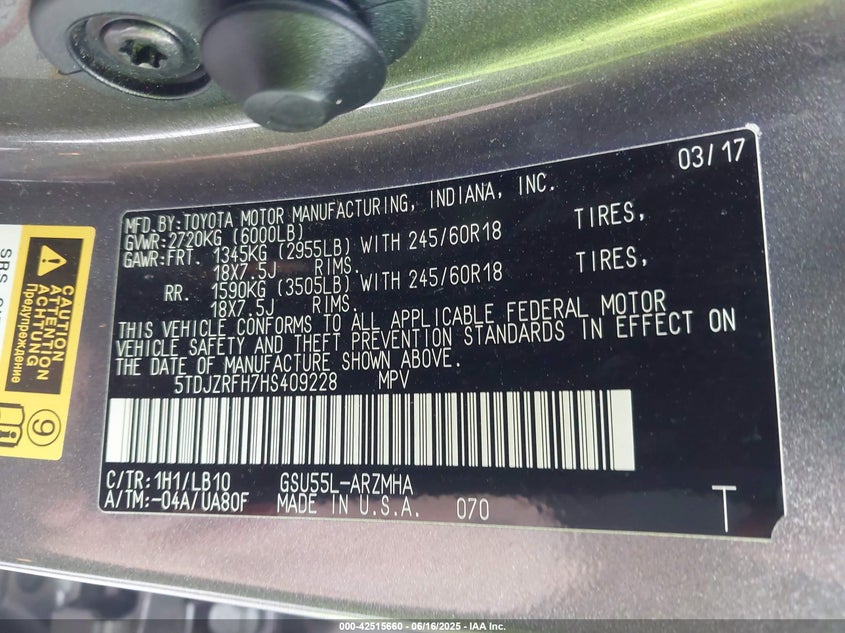 03/17
MFD.BY:TOYOTA MOTOR MANUFACTURING, INDIANA, INC.
GVWR:2720KG (6000LB)
GAWR:FRT. 1345KG (2955LB) WITH 245/60R18 TIRES,
18X7.5J RIMS.
RR. 1590KG (3505LB) WITH 245/60R18 TIRES,
18X7.5J RIMS.
THIS VEHICLE CONFORMS TO ALL APPLICABLE FEDERAL MOTOR
VEHICLE SAFETY AND THEFT PREVENTION STANDARDS IN EFFECT ON
THE DATE OF MANUFACTURE SHOWN ABOVE.
5TDJZRFH7HS409228 MPV
C/TR:1H1/LB10 GSU55L-ARZMHA
A/TM:-04A/UA80F MADE IN U.S.A. 070
T
CAUTION
ATTENTION
ACHTUNG
Предупреждение
9
000-42515660 - 06/16/2025 - IAA Inc.